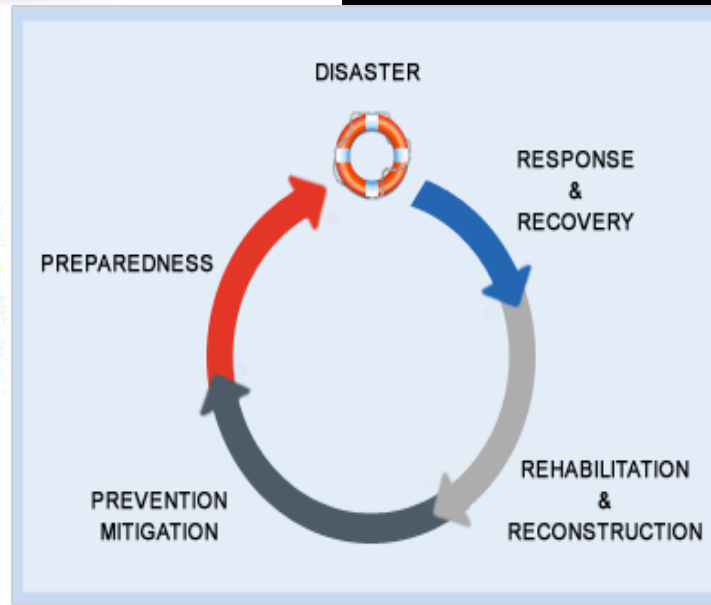 DISASTER
RESPONSE
&
RECOVERY
PREPAREDNESS
REHABILITATION
&
RECONSTRUCTION
PREVENTION
MITIGATION